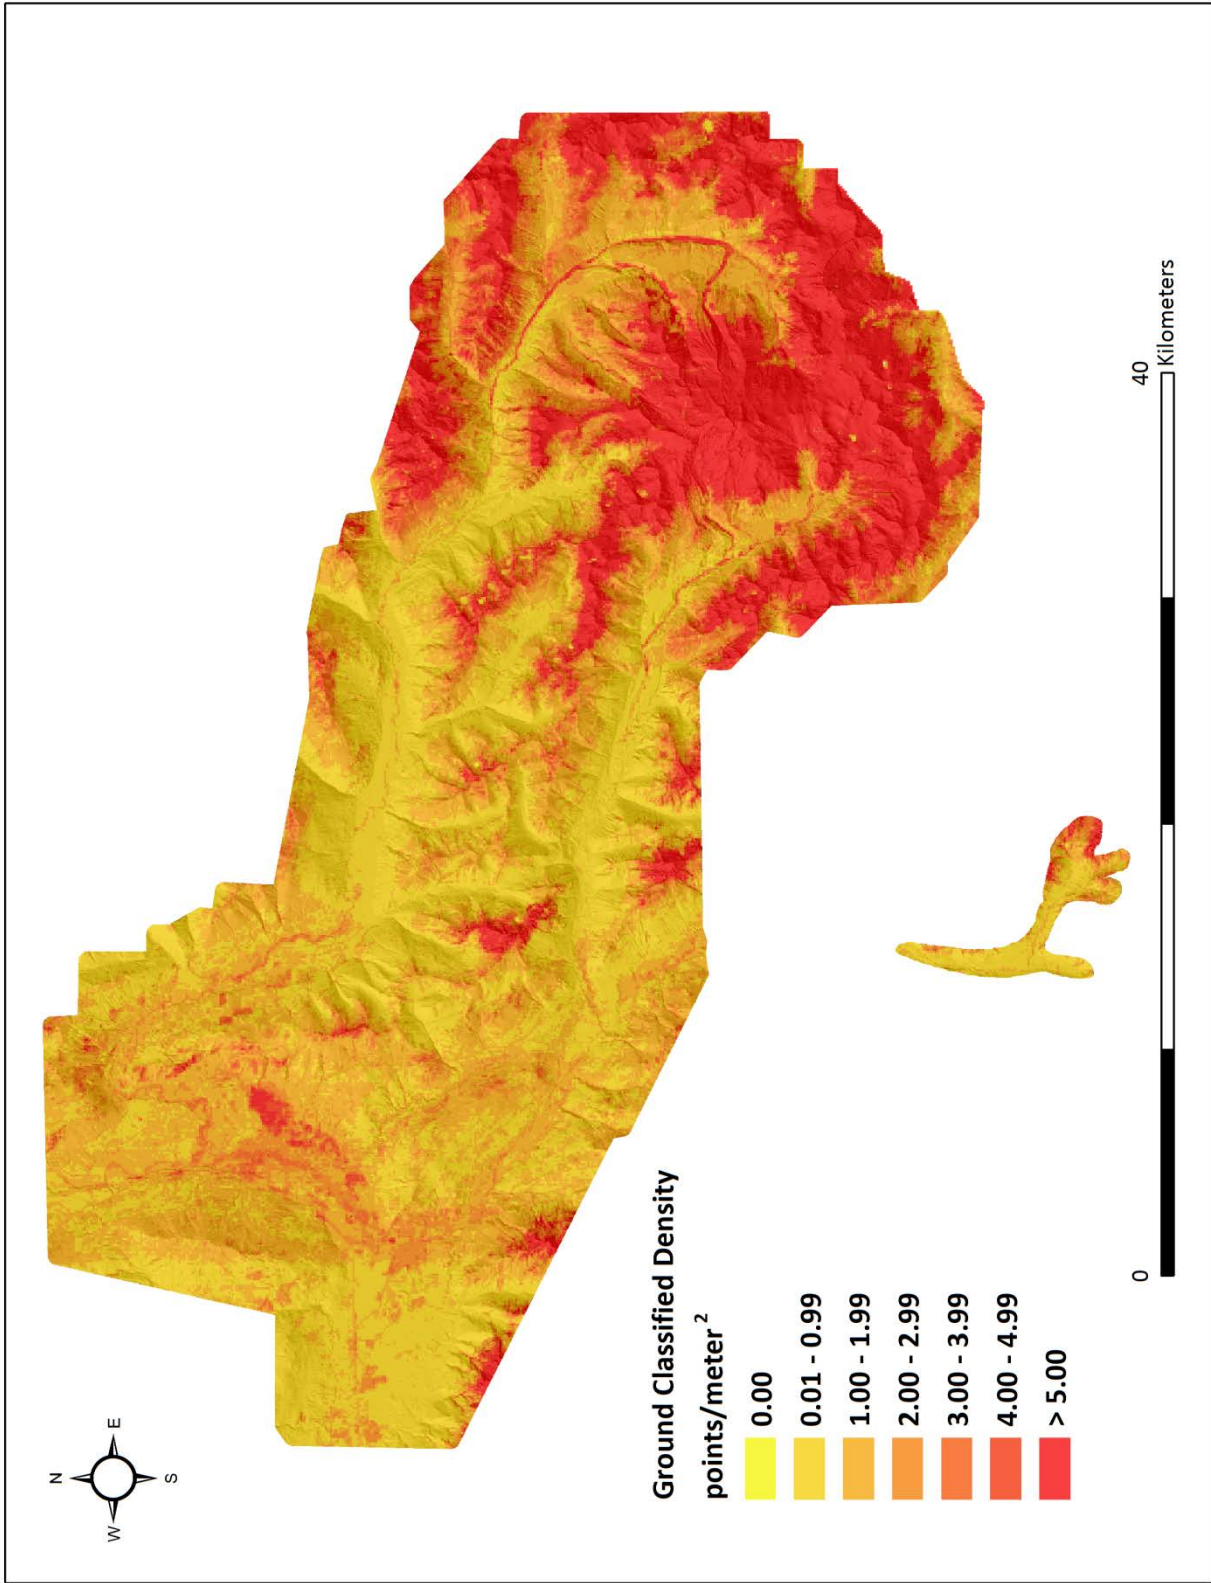 N
W
E
S
Ground Classified Density
points/meter²
0.00
0.01 - 0.99
1.00 - 1.99
2.00 - 2.99
3.00 - 3.99
4.00 - 4.99
> 5.00
0
40
Kilometers